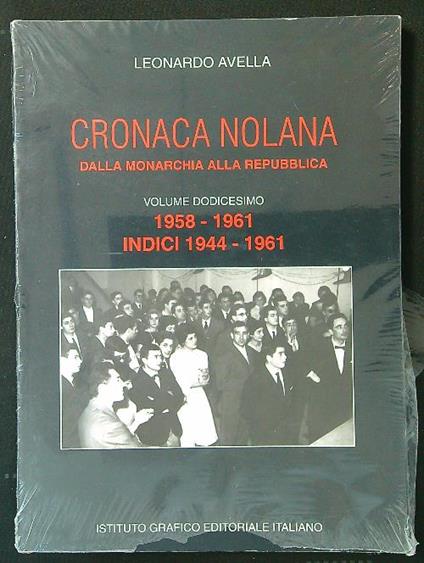 LEONARDO AVELLA
CRONACA NOLANA
DALLA MONARCHIA ALLA REPUBBLICA
VOLUME DODICESIMO
1958 - 1961
INDICI 1944 - 1961
ISTITUTO GRAFICO EDITORIALE ITALIANO